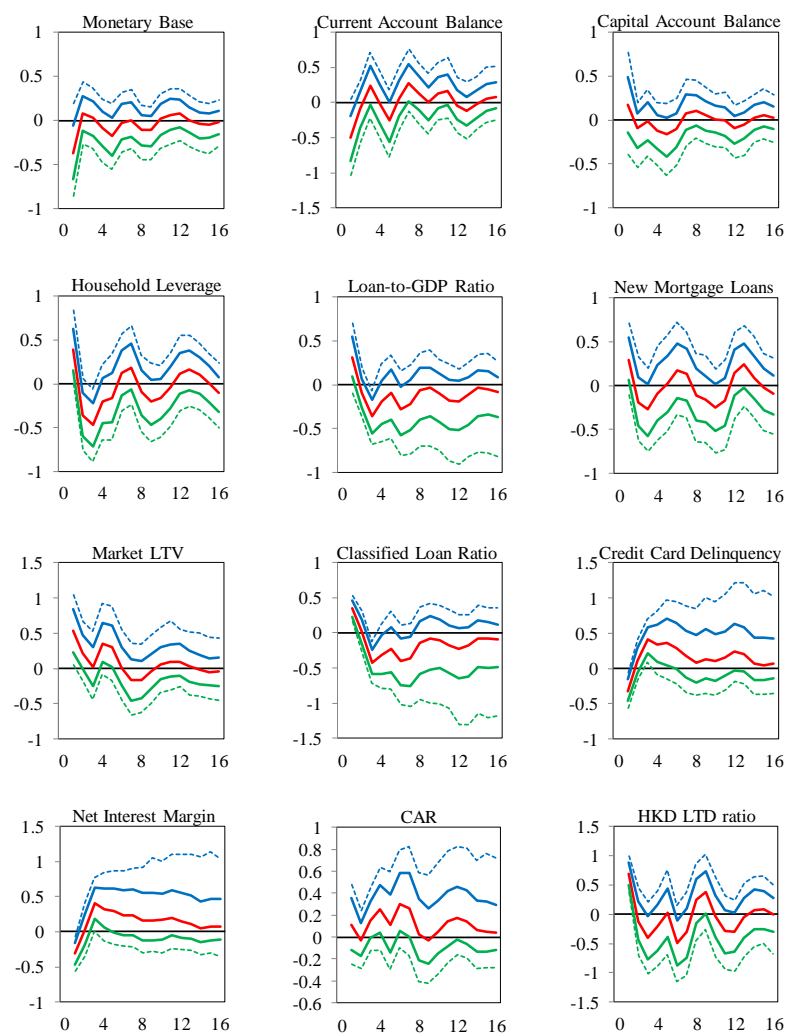 Monetary Base
1
0.5
0
-0.5
-1
0 4 8 12 16
Current Account Balance
1
0.5
0
-0.5
-1
-1.5
0 4 8 12 16
Capital Account Balance
1
0.5
0
-0.5
-1
0 4 8 12 16
Household Leverage
1
0.5
0
-0.5
-1
0 4 8 12 16
Loan-to-GDP Ratio
1
0.5
0
-0.5
-1
0 4 8 12 16
New Mortgage Loans
1
0.5
0
-0.5
-1
0 4 8 12 16
Market LTV
1.5
1
0.5
0
-0.5
-1
0 4 8 12 16
Classified Loan Ratio
1
0.5
0
-0.5
-1
-1.5
0 4 8 12 16
Credit Card Delinquency
1.5
1
0.5
0
-0.5
-1
0 4 8 12 16
Net Interest Margin
1.5
1
0.5
0
-0.5
-1
0 4 8 12 16
CAR
1
0.8
0.6
0.4
0.2
0
-0.2
-0.4
-0.6
0 4 8 12 16
HKD LTD ratio
1.5
1
0.5
0
-0.5
-1
-1.5
0 4 8 12 16